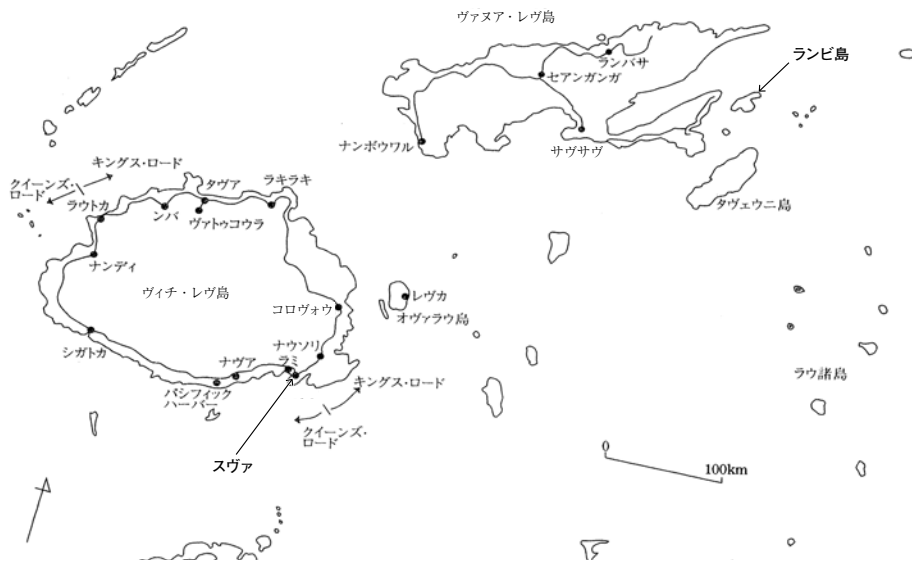 ヴァヌア・レヴ島
ランバサ
セアンガンガ
ランビ島
ナンボウワル
サヴサヴ
タヴェウニ島
キングス・ロード
クイーンズ・
ロード
タヴア
ラキラキ
ラウトカ
ンバ
ヴァトゥコウラ
ナンディ
ヴィチ・レヴ島
コロヴォウ
レヴカ
オヴァラウ島
シガトカ
ナウソリ
ナヴア
ラミ
パシフィック
ハーバー
キングス・ロード
クイーンズ・
ロード
スヴァ
ラウ諸島
0
100km